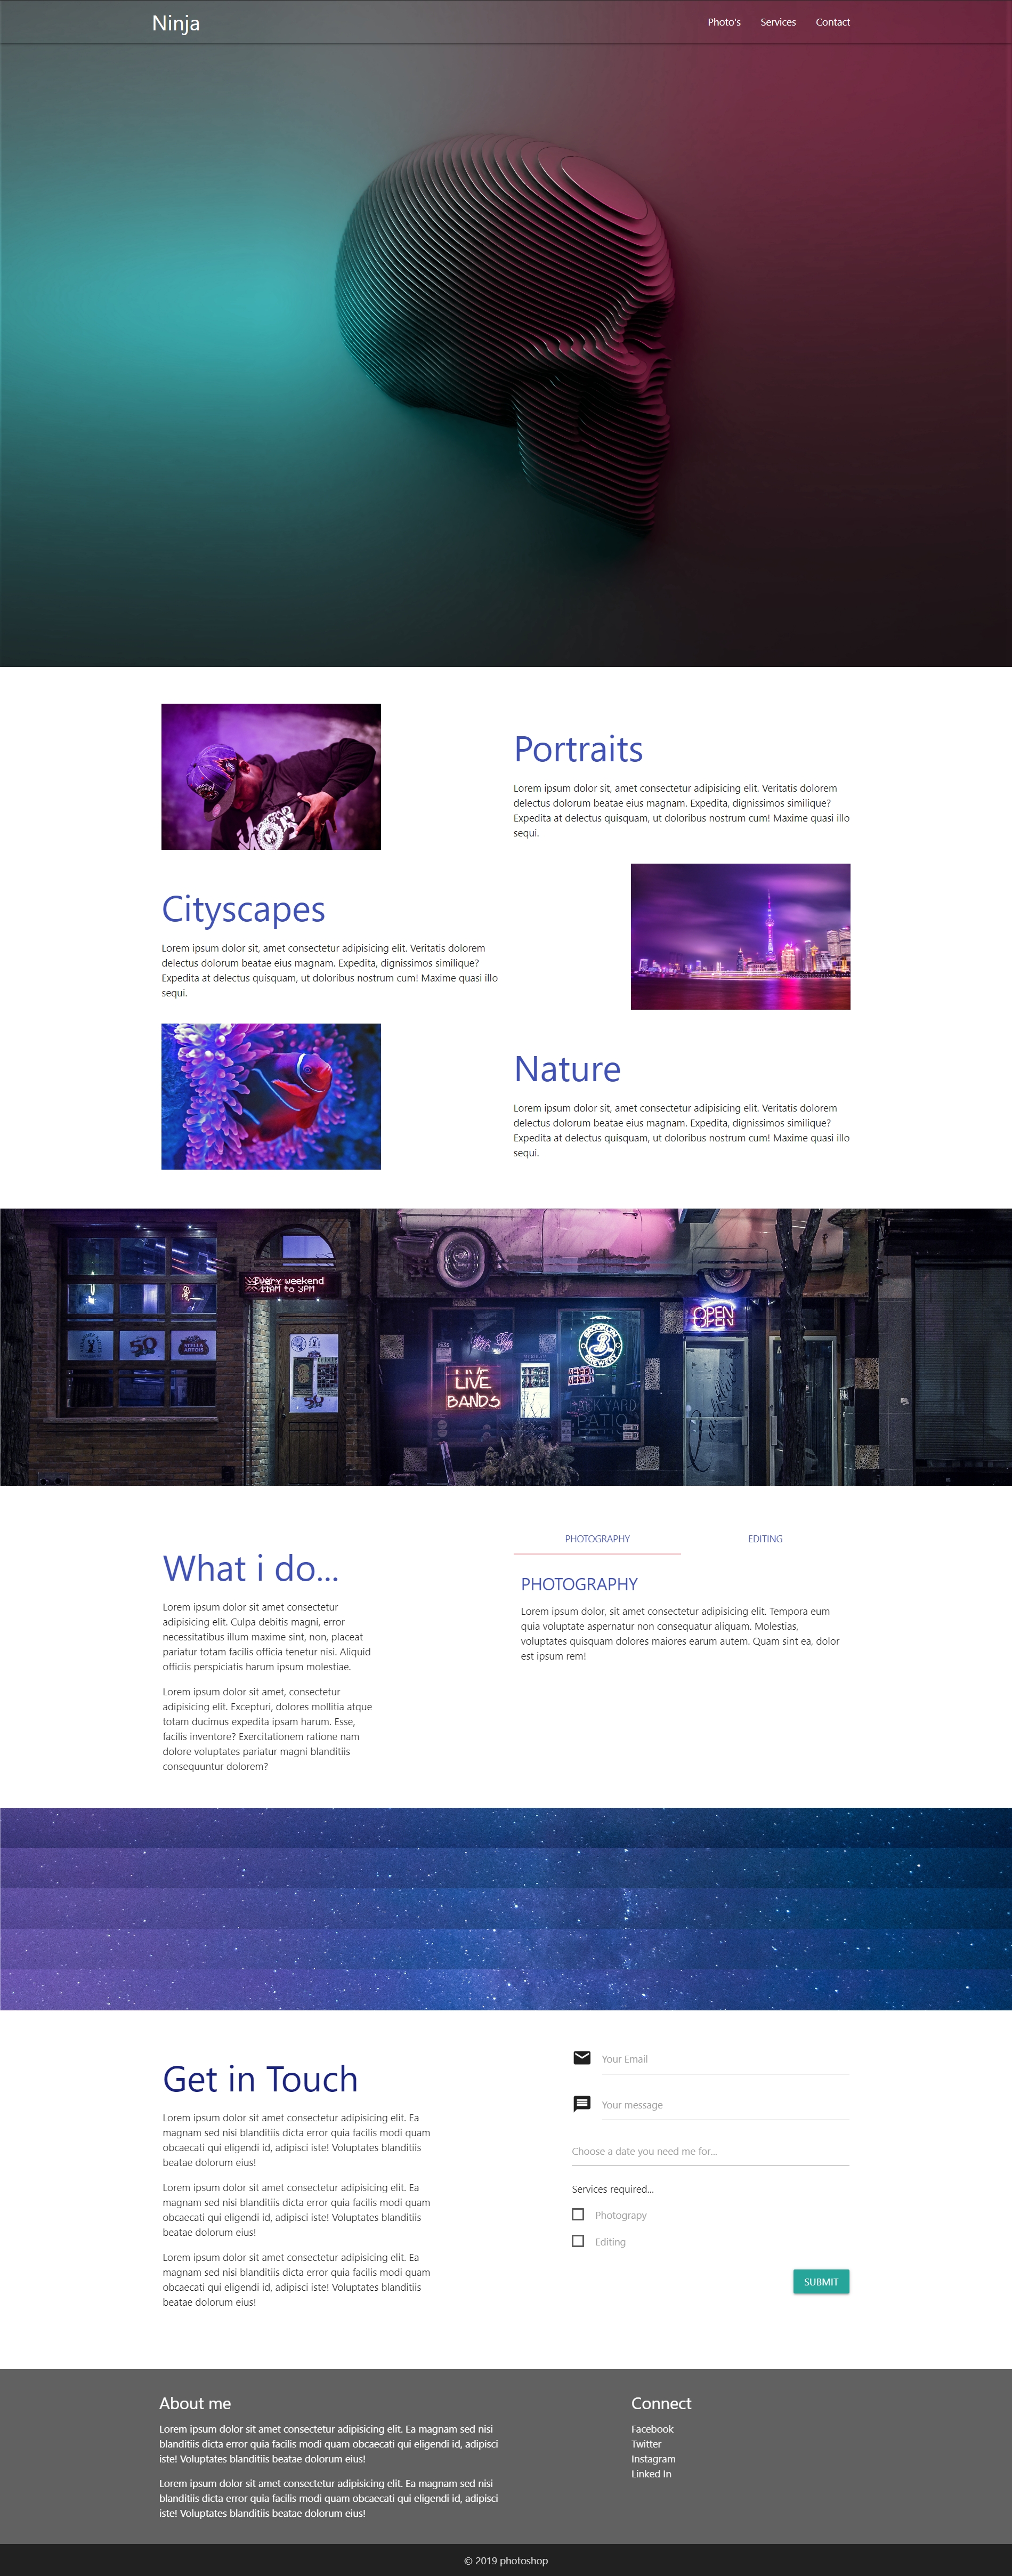 Ninja
Photo's Services Contact
Portraits
Lorem ipsum dolor sit, amet consectetur adipisicing elit. Veritatis dolorem
delectus dolorum beatae eius magnam. Expedita, dignissimos similique?
Expedita at delectus quisquam, ut doloribus nostrum cum! Maxime quasi illo
sequi.
Cityscapes
Lorem ipsum dolor sit, amet consectetur adipisicing elit. Veritatis dolorem
delectus dolorum beatae eius magnam. Expedita, dignissimos similique?
Expedita at delectus quisquam, ut doloribus nostrum cum! Maxime quasi illo
sequi.
Nature
Lorem ipsum dolor sit, amet consectetur adipisicing elit. Veritatis dolorem
delectus dolorum beatae eius magnam. Expedita, dignissimos similique?
Expedita at delectus quisquam, ut doloribus nostrum cum! Maxime quasi illo
sequi.
Every weekend
11AM to 3PM
OPEN
OPEN
50
STELLA
ARTOIS
BROOKLYN
BREWERY
LIVE
BANDS
BACK YARD
PATIO
What i do...
Lorem ipsum dolor sit amet consectetur
adipisicing elit. Culpa debitis magni, error
necessitatibus illum maxime sint, non, placeat
pariatur totam facilis officia tenetur nisi. Aliquid
officiis perspiciatis harum ipsum molestiae.
Lorem ipsum dolor sit amet, consectetur
adipisicing elit. Excepturi, dolores mollitia atque
totam ducimus expedita ipsam harum. Esse,
facilis inventore? Exercitationem ratione nam
dolore voluptates pariatur magni blanditiis
consequuntur dolorem?
PHOTOGRAPHY EDITING
PHOTOGRAPHY
Lorem ipsum dolor, sit amet consectetur adipisicing elit. Tempora eum
quia voluptate aspernatur non consequatur aliquam. Molestias,
voluptates quisquam dolores maiores earum autem. Quam sint ea, dolor
est ipsum rem!
Get in Touch
Lorem ipsum dolor sit amet consectetur adipisicing elit. Ea
magnam sed nisi blanditiis dicta error quia facilis modi quam
obcaecati qui eligendi id, adipisci iste! Voluptates blanditiis
beatae dolorum eius!
Lorem ipsum dolor sit amet consectetur adipisicing elit. Ea
magnam sed nisi blanditiis dicta error quia facilis modi quam
obcaecati qui eligendi id, adipisci iste! Voluptates blanditiis
beatae dolorum eius!
Lorem ipsum dolor sit amet consectetur adipisicing elit. Ea
magnam sed nisi blanditiis dicta error quia facilis modi quam
obcaecati qui eligendi id, adipisci iste! Voluptates blanditiis
beatae dolorum eius!
Your Email
Your message
Choose a date you need me for...
Services required...
Photograpy
Editing
SUBMIT
About me
Lorem ipsum dolor sit amet consectetur adipisicing elit. Ea magnam sed nisi
blanditiis dicta error quia facilis modi quam obcaecati qui eligendi id, adipisci
iste! Voluptates blanditiis beatae dolorum eius!
Lorem ipsum dolor sit amet consectetur adipisicing elit. Ea magnam sed nisi
blanditiis dicta error quia facilis modi quam obcaecati qui eligendi id, adipisci
iste! Voluptates blanditiis beatae dolorum eius!
Connect
Facebook
Twitter
Instagram
Linked In
© 2019 photoshop